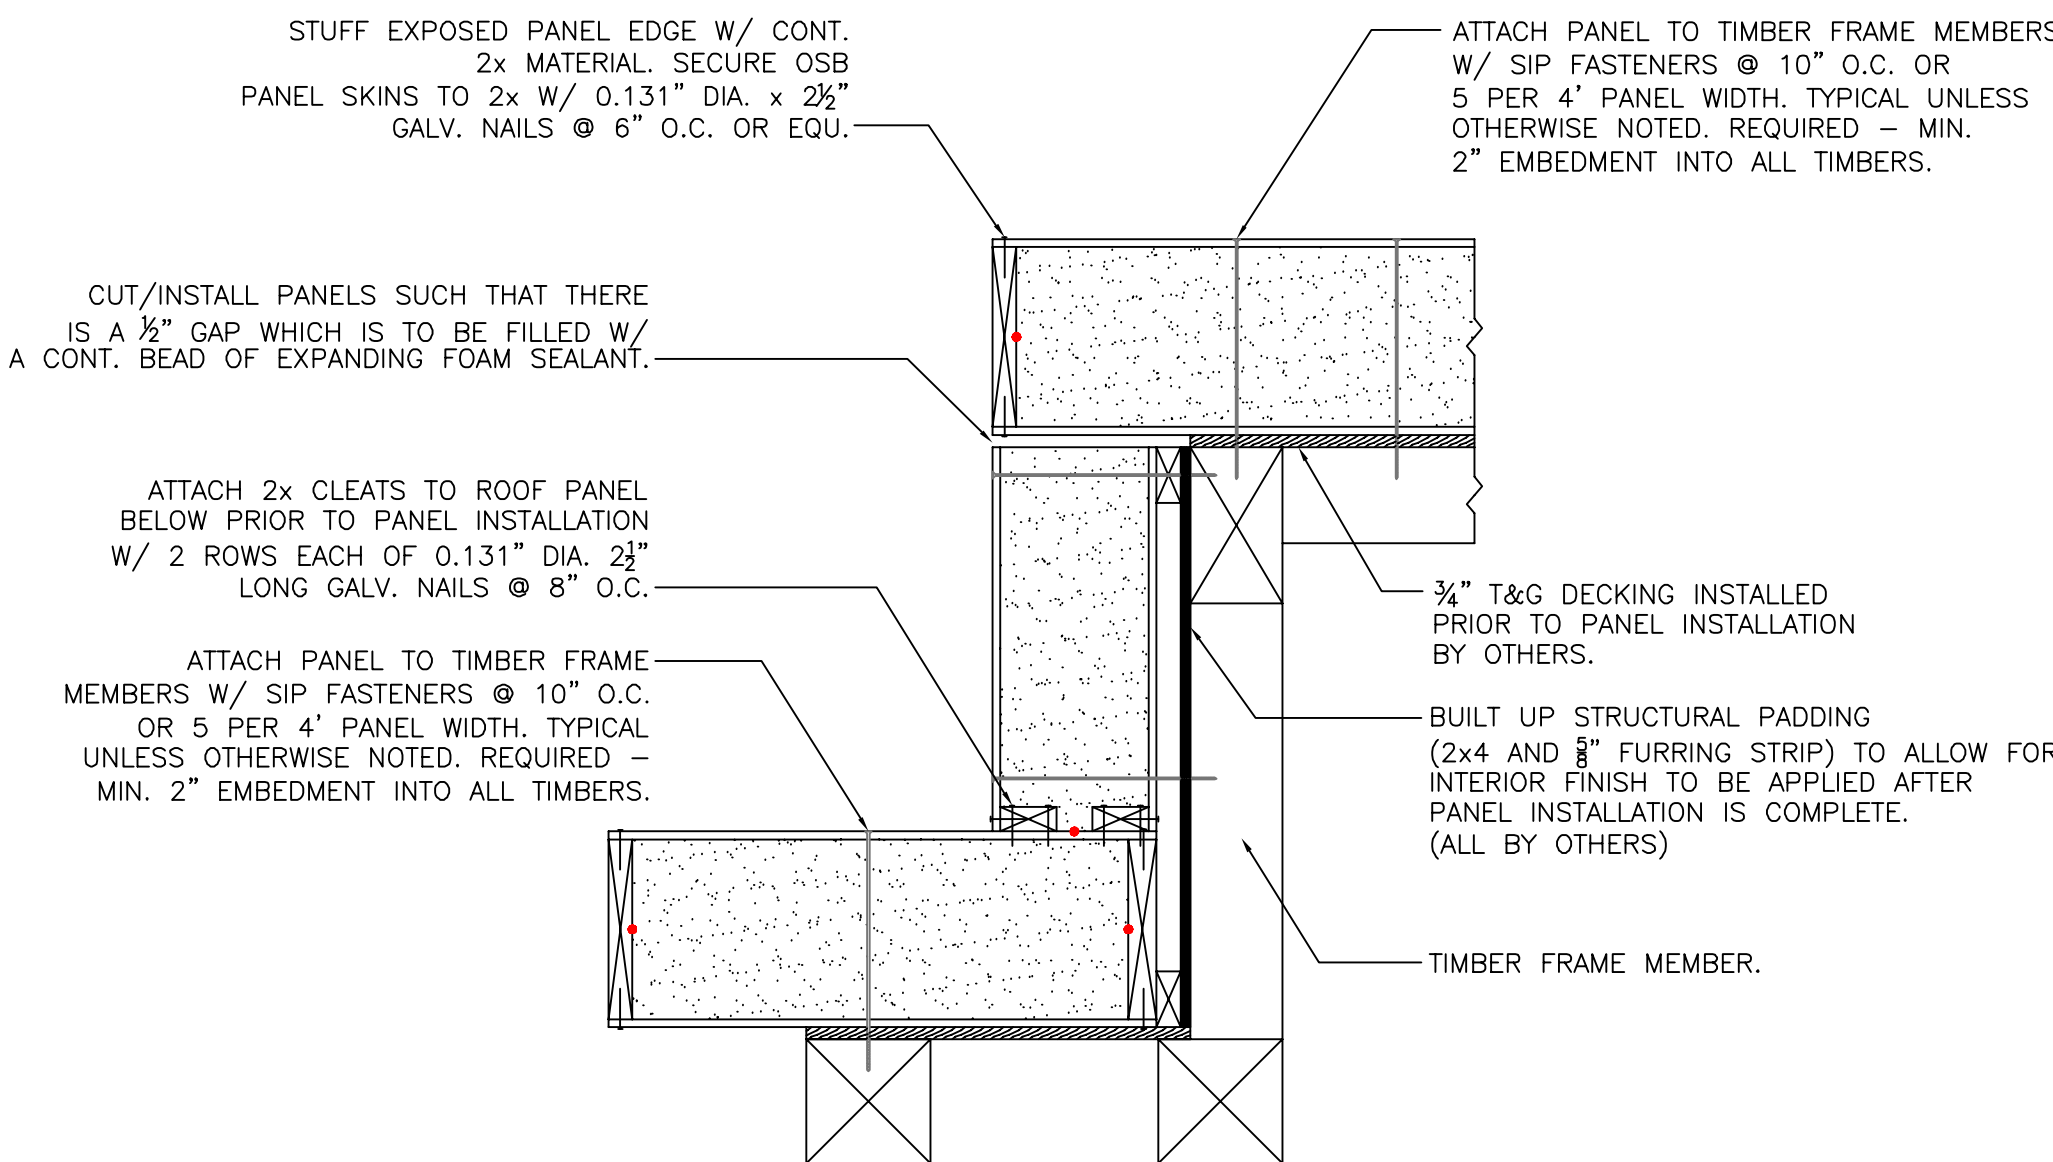 STUFF EXPOSED PANEL EDGE W/ CONT.
2x MATERIAL. SECURE OSB
PANEL SKINS TO 2x W/ 0.131" DIA. x 2½"
GALV. NAILS @ 6" O.C. OR EQU.
ATTACH PANEL TO TIMBER FRAME MEMBERS
W/ SIP FASTENERS @ 10" O.C. OR
5 PER 4' PANEL WIDTH. TYPICAL UNLESS
OTHERWISE NOTED. REQUIRED – MIN.
2" EMBEDMENT INTO ALL TIMBERS.
CUT/INSTALL PANELS SUCH THAT THERE
IS A ½" GAP WHICH IS TO BE FILLED W/
A CONT. BEAD OF EXPANDING FOAM SEALANT.
ATTACH 2x CLEATS TO ROOF PANEL
BELOW PRIOR TO PANEL INSTALLATION
W/ 2 ROWS EACH OF 0.131" DIA. 2½"
LONG GALV. NAILS @ 8" O.C.
ATTACH PANEL TO TIMBER FRAME
MEMBERS W/ SIP FASTENERS @ 10" O.C.
OR 5 PER 4' PANEL WIDTH. TYPICAL
UNLESS OTHERWISE NOTED. REQUIRED –
MIN. 2" EMBEDMENT INTO ALL TIMBERS.
¾" T&G DECKING INSTALLED
PRIOR TO PANEL INSTALLATION
BY OTHERS.
BUILT UP STRUCTURAL PADDING
(2x4 AND ⅝" FURRING STRIP) TO ALLOW FOR
INTERIOR FINISH TO BE APPLIED AFTER
PANEL INSTALLATION IS COMPLETE.
(ALL BY OTHERS)
TIMBER FRAME MEMBER.